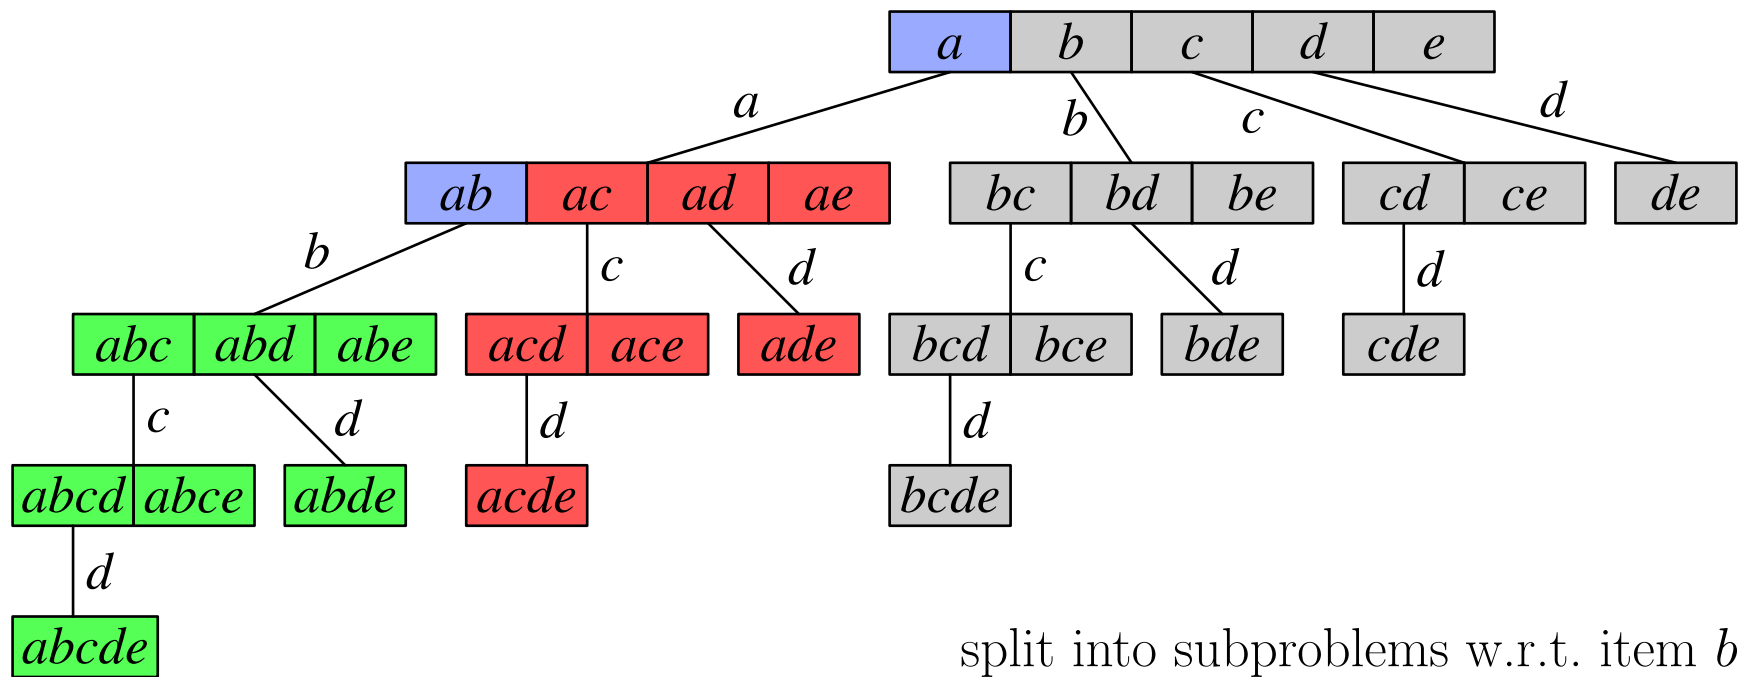 a b c d e
a b c d
ab ac ad ae bc bd be cd ce de
b c d c d d
abc abd abe acd ace ade bcd bce bde cde
c d d d
abcd abce abde acde bcde
d
abcde
split into subproblems w.r.t. item b